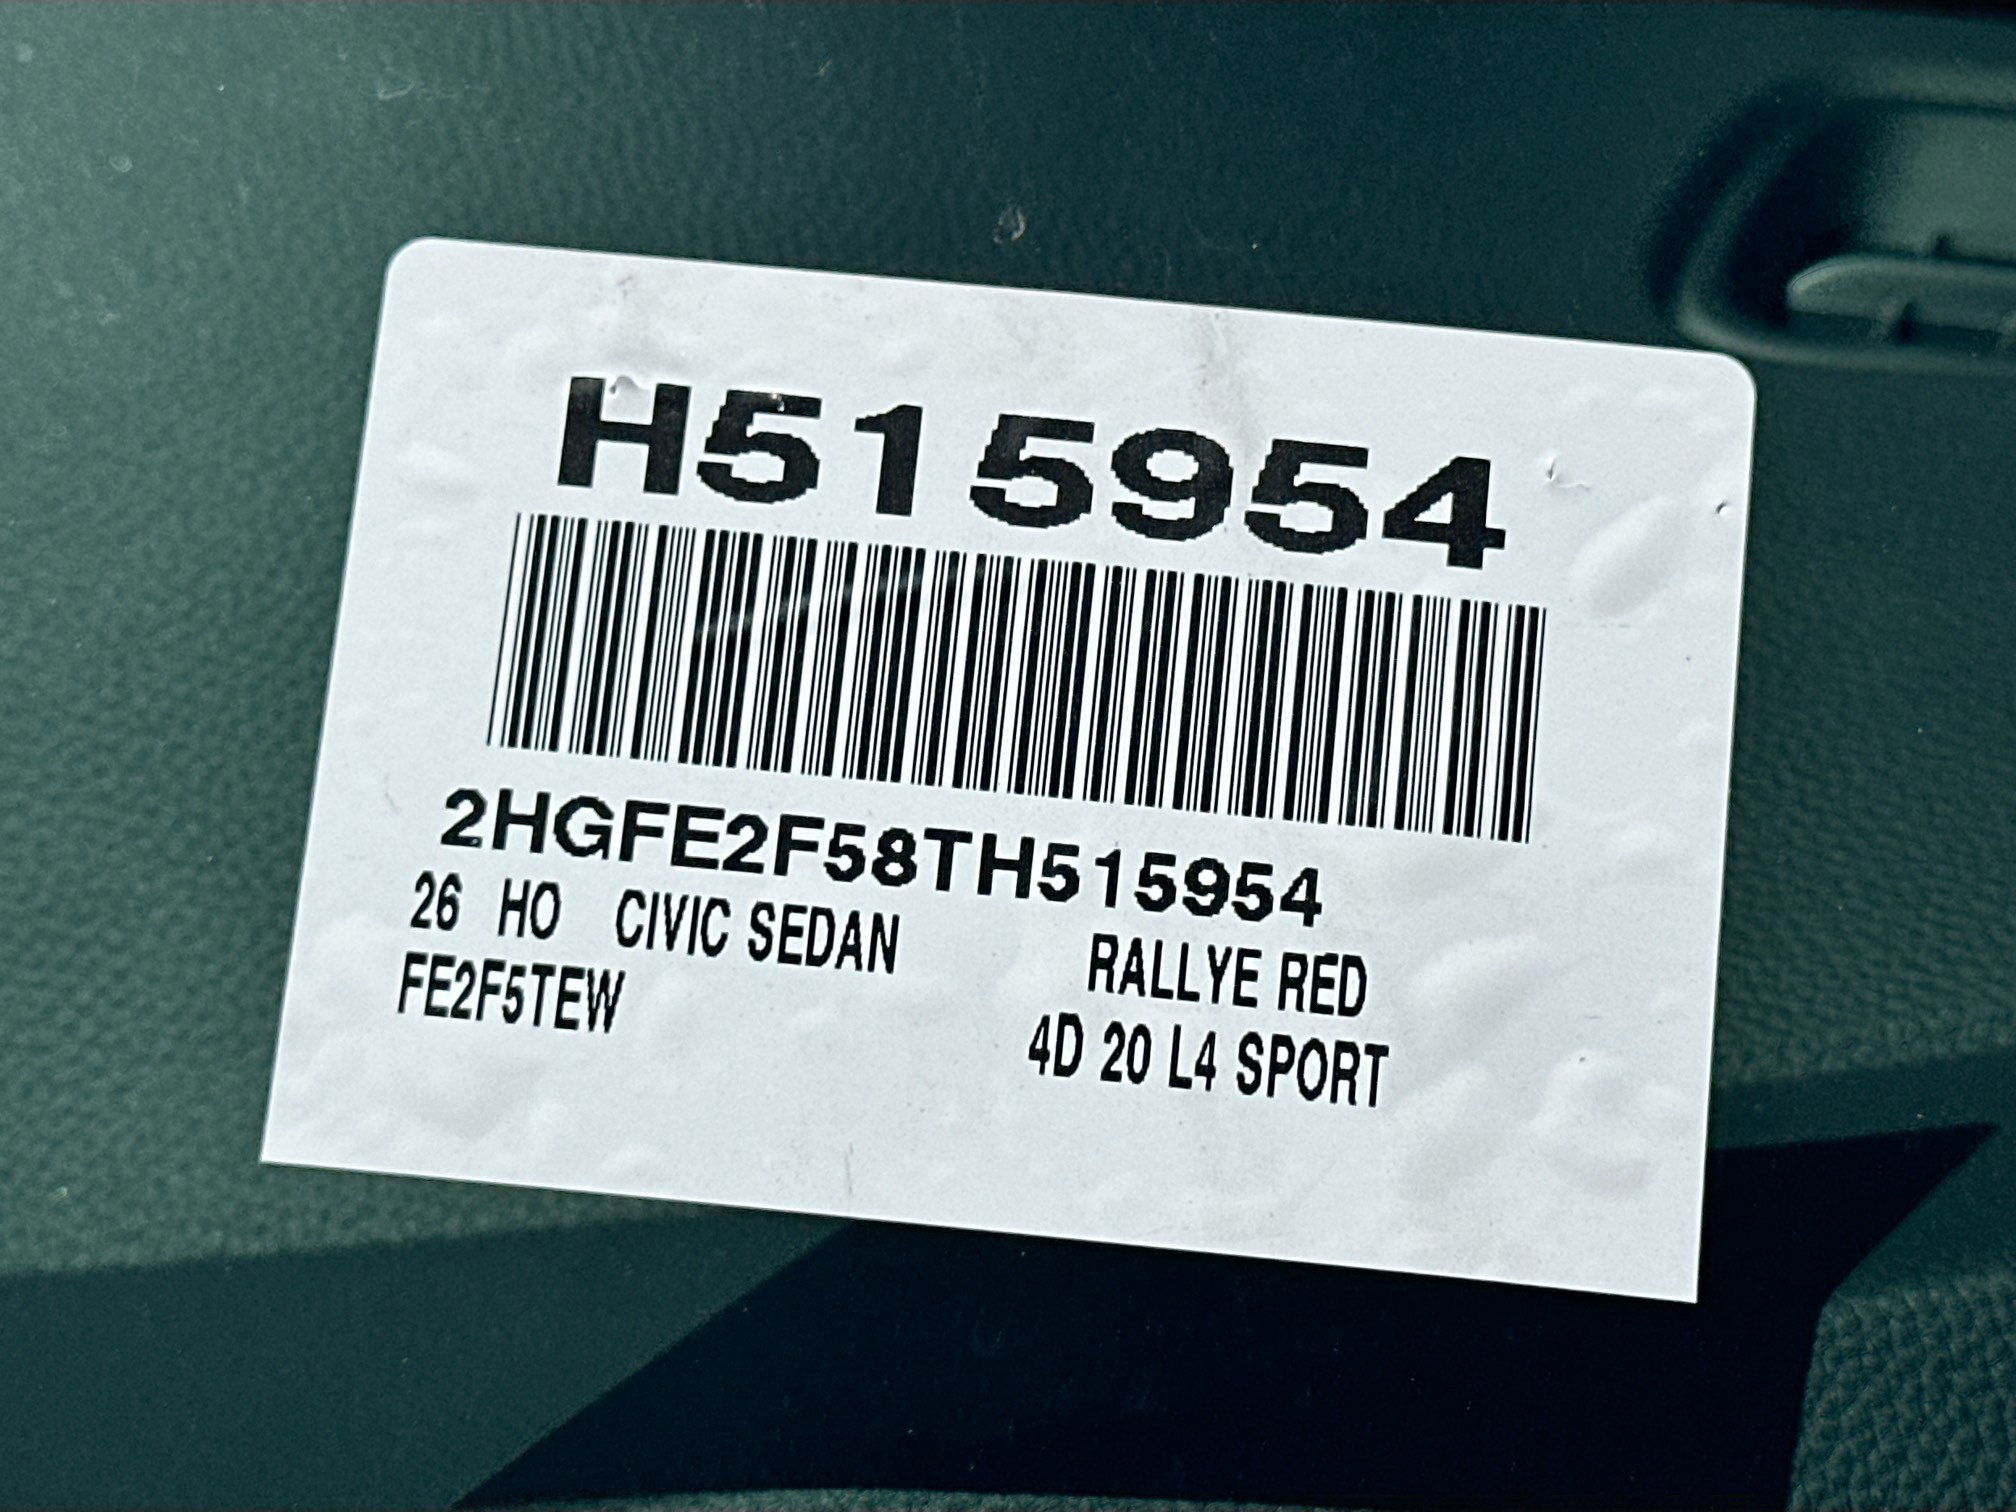 H515954
2HGFE2F58TH515954
26 HO CIVIC SEDAN RALLYE RED
FE2F5TEW 4D 20 L4 SPORT